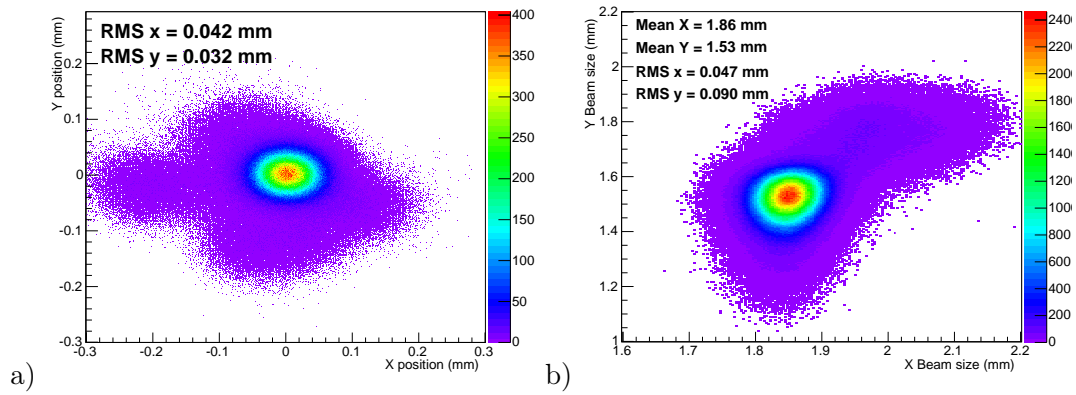 RMS x = 0.042 mm
RMS y = 0.032 mm
Y position (mm)
0.2
0.1
0
-0.1
-0.2
-0.3
-0.3 -0.2 -0.1 0 0.1 0.2 0.3
X position (mm)
400
350
300
250
200
150
100
50
0
a)
Mean X = 1.86 mm
Mean Y = 1.53 mm
RMS x = 0.047 mm
RMS y = 0.090 mm
Y Beam size (mm)
2.2
2
1.8
1.6
1.4
1.2
1
1.6 1.7 1.8 1.9 2 2.1 2.2
X Beam size (mm)
2400
2200
2000
1800
1600
1400
1200
1000
800
600
400
200
0
b)